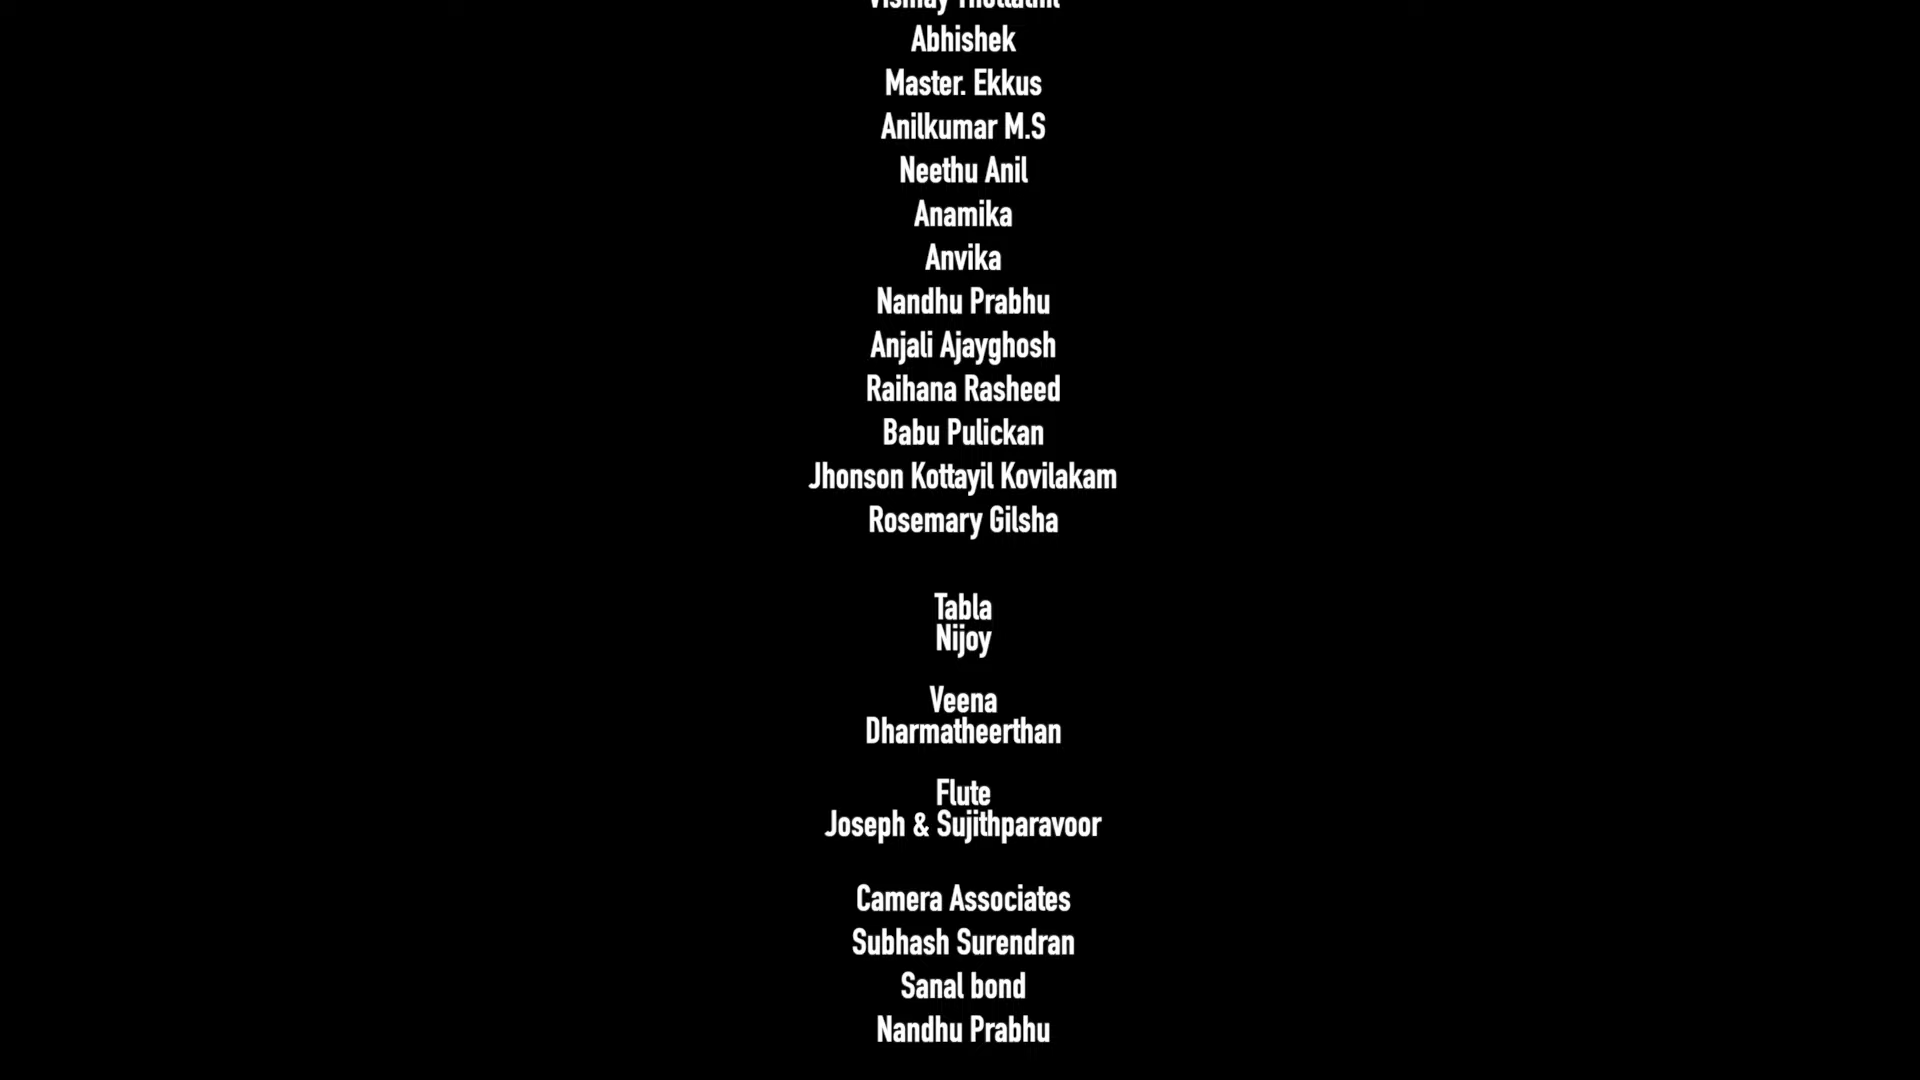 Abhishek
Master. Ekkus
Anilkumar M.S
Neethu Anil
Anamika
Anvika
Nandhu Prabhu
Anjali Ajayghosh
Raihana Rasheed
Babu Pulickan
Jhonson Kottayil Kovilakam
Rosemary Gilsha
Tabla
Nijoy
Veena
Dharmatheerthan
Flute
Joseph & Sujithparavoor
Camera Associates
Subhash Surendran
Sanal bond
Nandhu Prabhu